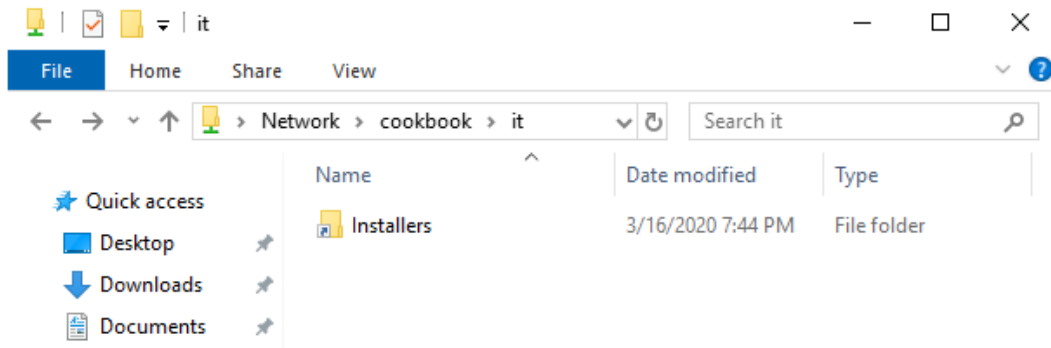 it
File Home Share View
Network > cookbook > it Search it
Name Date modified Type
Quick access
Installers 3/16/2020 7:44 PM File folder
Desktop
Downloads
Documents